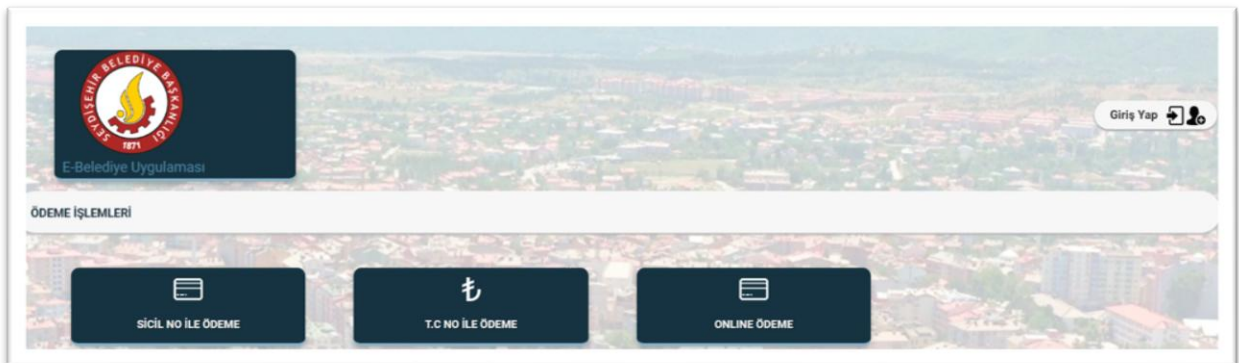 SEYDİŞEHİR BELEDİYE BAŞKANLIĞI
1871
E-Belediye Uygulaması
Giriş Yap
ÖDEME İŞLEMLERİ
SİCİL NO İLE ÖDEME
T.C NO İLE ÖDEME
ONLINE ÖDEME